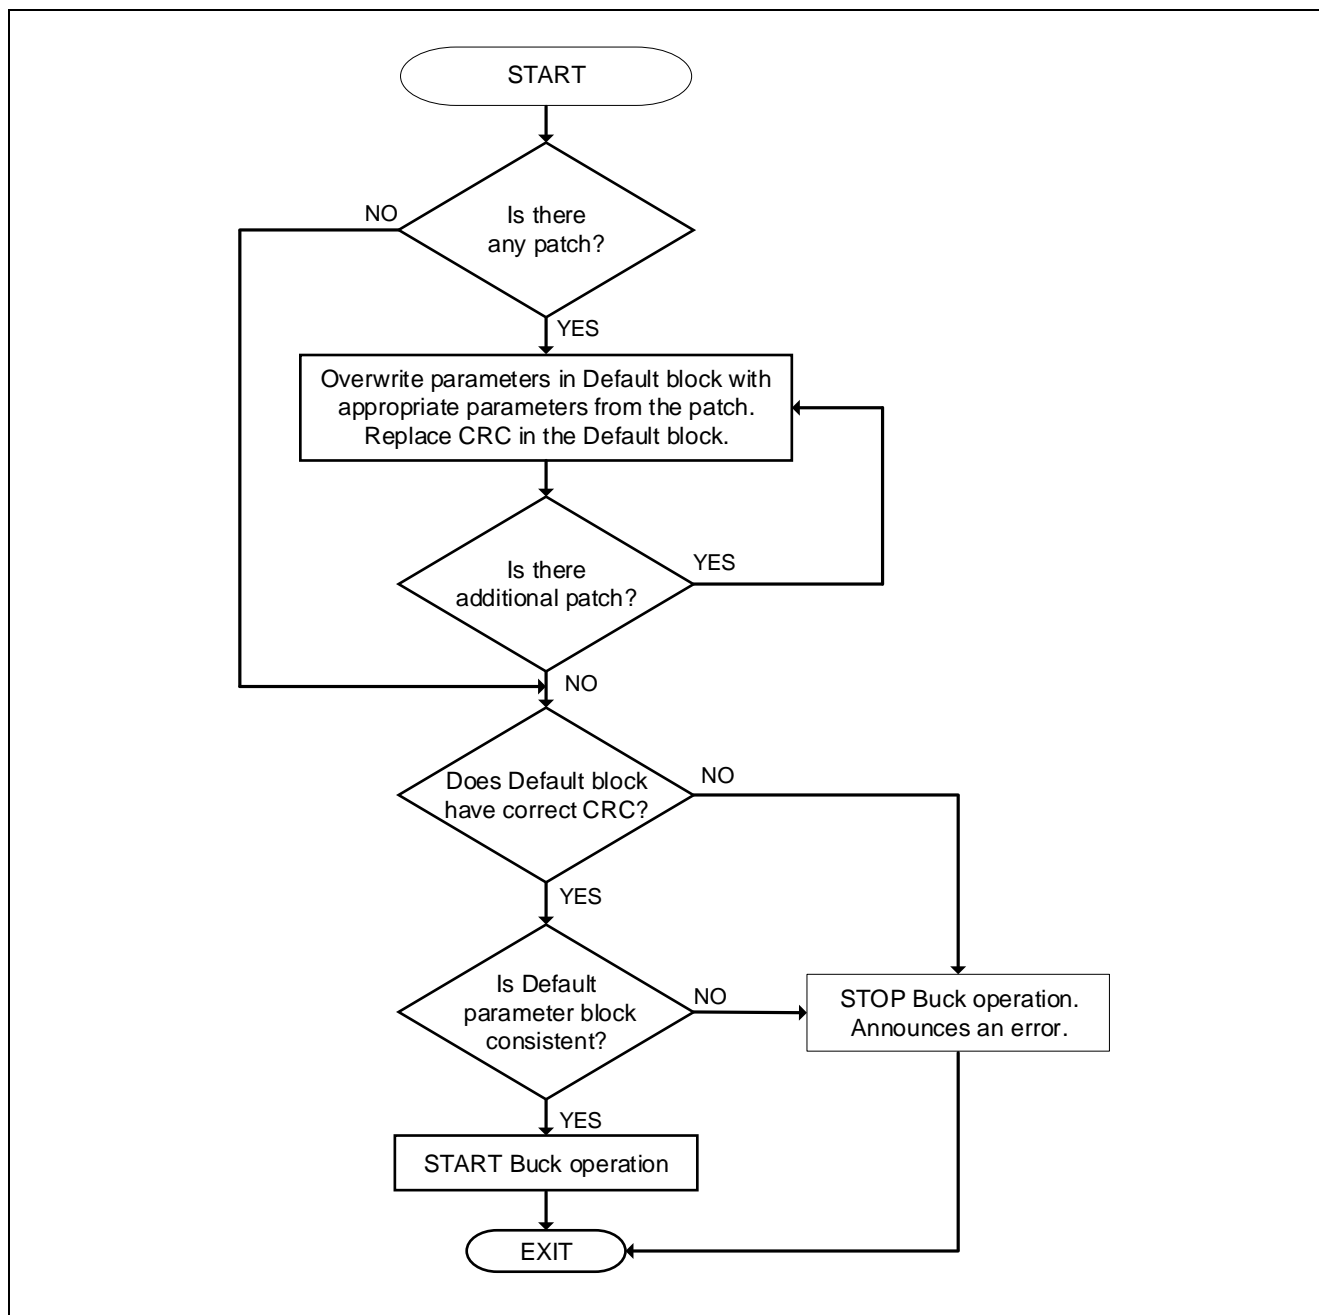 START
Is there
any patch?
NO
YES
Overwrite parameters in Default block with
appropriate parameters from the patch.
Replace CRC in the Default block.
Is there
additional patch?
YES
NO
Does Default block
have correct CRC?
NO
YES
Is Default
parameter block
consistent?
NO
STOP Buck operation.
Announces an error.
YES
START Buck operation
EXIT